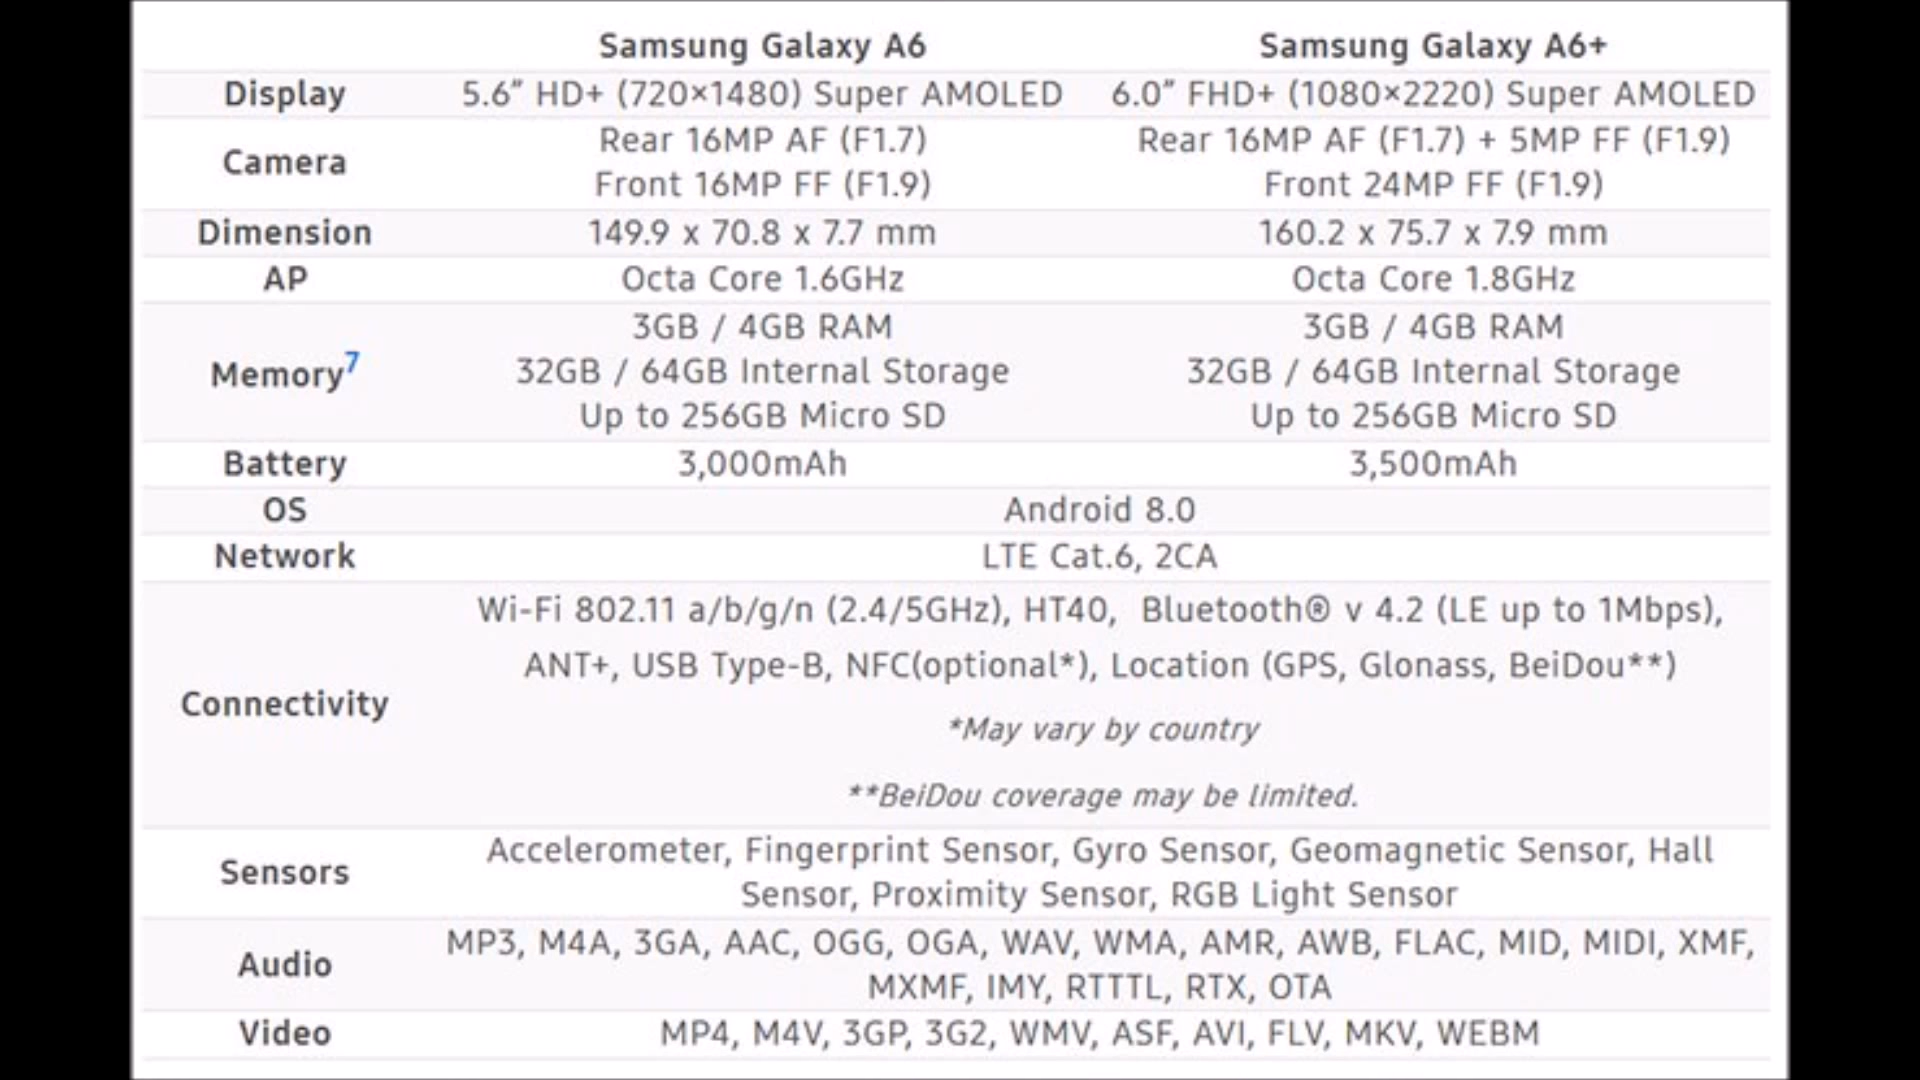 Samsung Galaxy A6 Samsung Galaxy A6+
Display 5.6” HD+ (720×1480) Super AMOLED 6.0” FHD+ (1080×2220) Super AMOLED
Camera Rear 16MP AF (F1.7) Rear 16MP AF (F1.7) + 5MP FF (F1.9)
Front 16MP FF (F1.9) Front 24MP FF (F1.9)
Dimension 149.9 x 70.8 x 7.7 mm 160.2 x 75.7 x 7.9 mm
AP Octa Core 1.6GHz Octa Core 1.8GHz
3GB / 4GB RAM 3GB / 4GB RAM
Memory7 32GB / 64GB Internal Storage 32GB / 64GB Internal Storage
Up to 256GB Micro SD Up to 256GB Micro SD
Battery 3,000mAh 3,500mAh
OS Android 8.0
Network LTE Cat.6, 2CA
Wi-Fi 802.11 a/b/g/n (2.4/5GHz), HT40, Bluetooth® v 4.2 (LE up to 1Mbps),
ANT+, USB Type-B, NFC(optional*), Location (GPS, Glonass, BeiDou**)
Connectivity
*May vary by country
**BeiDou coverage may be limited.
Sensors Accelerometer, Fingerprint Sensor, Gyro Sensor, Geomagnetic Sensor, Hall
Sensor, Proximity Sensor, RGB Light Sensor
Audio MP3, M4A, 3GA, AAC, OGG, OGA, WAV, WMA, AMR, AWB, FLAC, MID, MIDI, XMF,
MXMF, IMY, RTTTL, RTX, OTA
Video MP4, M4V, 3GP, 3G2, WMV, ASF, AVI, FLV, MKV, WEBM